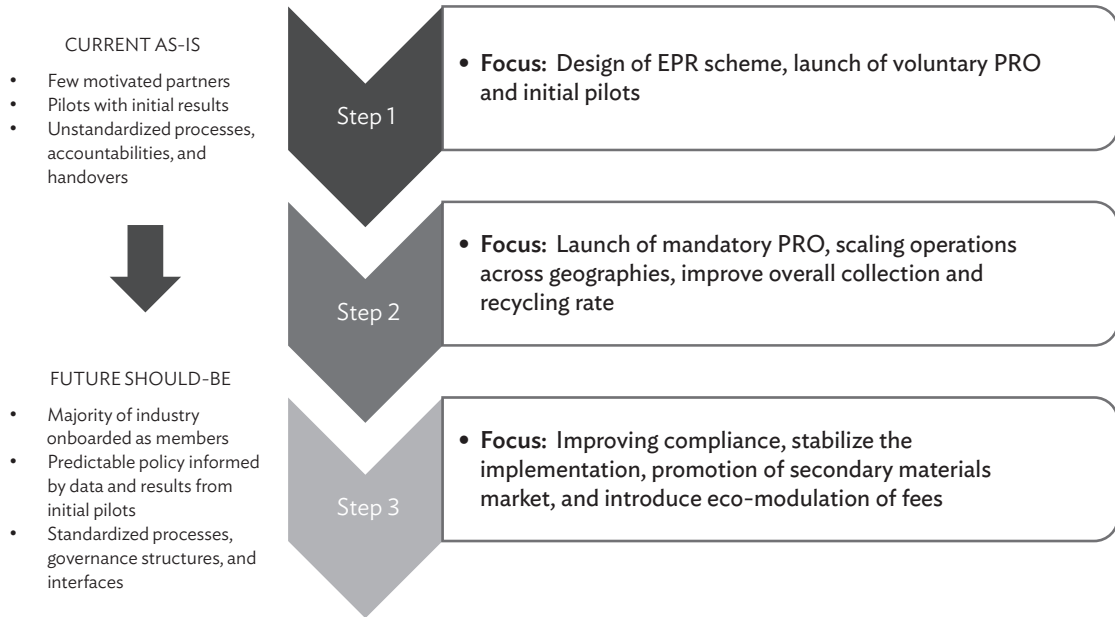 CURRENT AS-IS
• Few motivated partners
• Pilots with initial results
• Unstandardized processes,
accountabilities, and
handovers
FUTURE SHOULD-BE
• Majority of industry
onboarded as members
• Predictable policy informed
by data and results from
initial pilots
• Standardized processes,
governance structures, and
interfaces
Step 1
• Focus: Design of EPR scheme, launch of voluntary PRO
and initial pilots
Step 2
• Focus: Launch of mandatory PRO, scaling operations
across geographies, improve overall collection and
recycling rate
Step 3
• Focus: Improving compliance, stabilize the
implementation, promotion of secondary materials
market, and introduce eco-modulation of fees